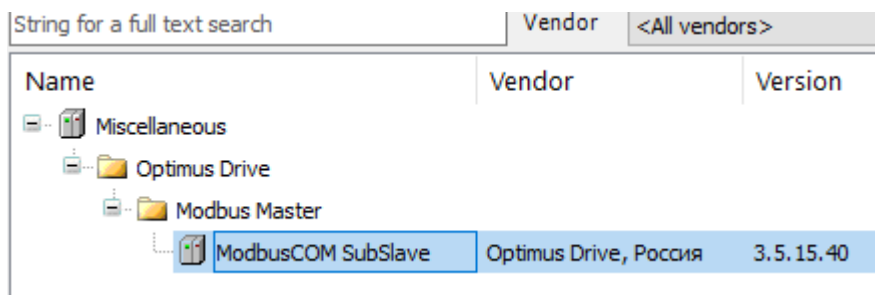 String for a full text search Vendor <All vendors>
Name Vendor Version
Miscellaneous
Optimus Drive
Modbus Master
ModbusCOM SubSlave Optimus Drive, Россия 3.5.15.40